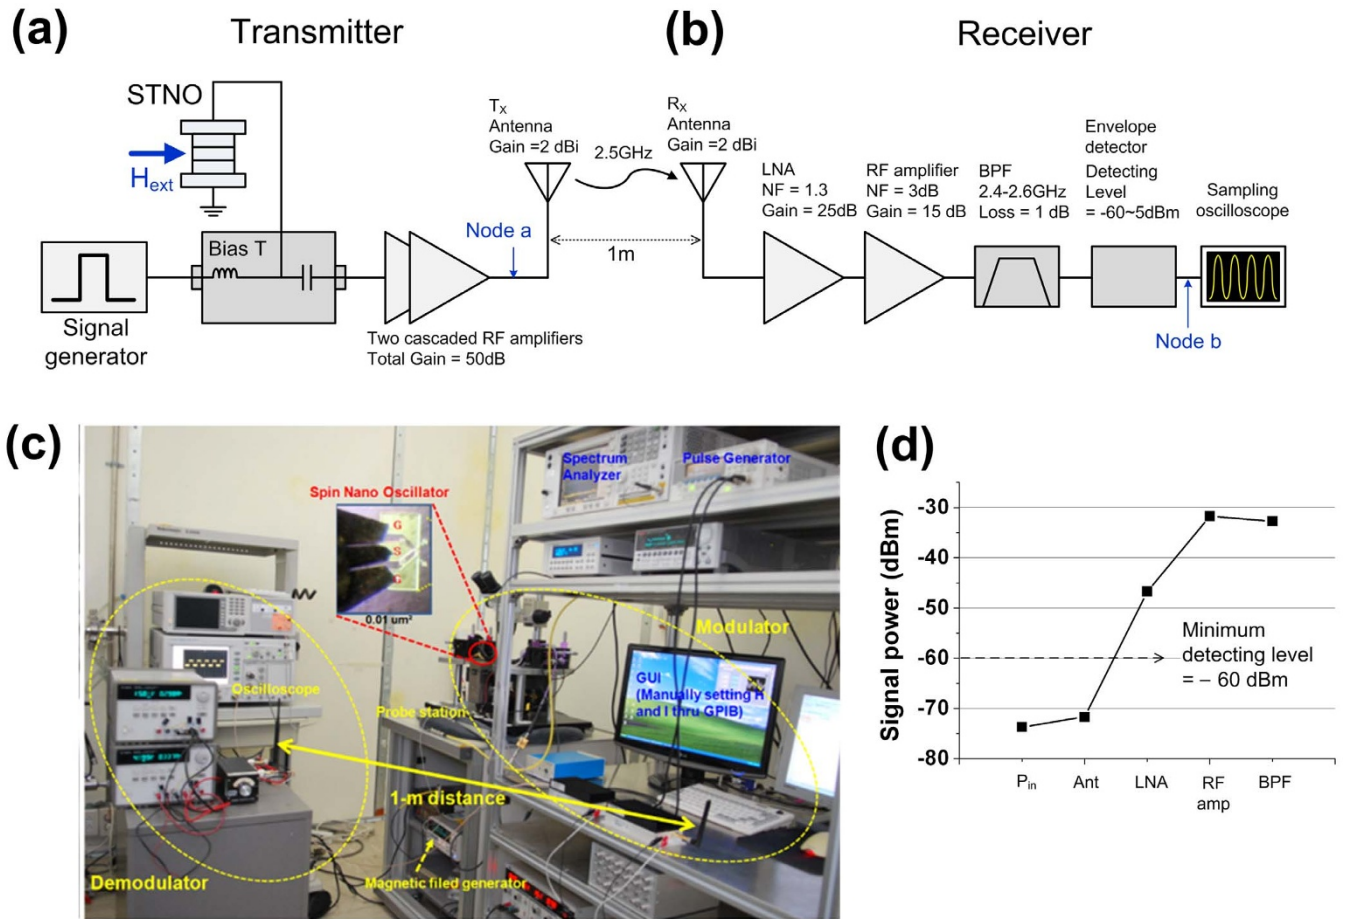 (a)
Transmitter
STNO
Hext
Bias T
Signal
generator
Two cascaded RF amplifiers
Total Gain = 50dB
Node a
TX
Antenna
Gain =2 dBi
2.5GHz
1m
(b)
Receiver
RX
Antenna
Gain =2 dBi
LNA
NF = 1.3
Gain = 25dB
RF amplifier
NF = 3dB
Gain = 15 dB
BPF
2.4-2.6GHz
Loss = 1 dB
Envelope
detector
Detecting
Level
= -60~5dBm
Sampling
oscilloscope
Node b
(c)
Spectrum
Analyzer
Pulse Generator
Spin Nano Oscillator
G
S
G
0.01 um²
Modulator
Oscilloscope
GUI
(Manually setting H
and I thru GPIB)
Probe station
1-m distance
Magnetic filed generator
Demodulator
(d)
Signal power (dBm)
-30
-40
-50
-60
-70
-80
Minimum
detecting level
= – 60 dBm
Pin
Ant
LNA
RF
amp
BPF